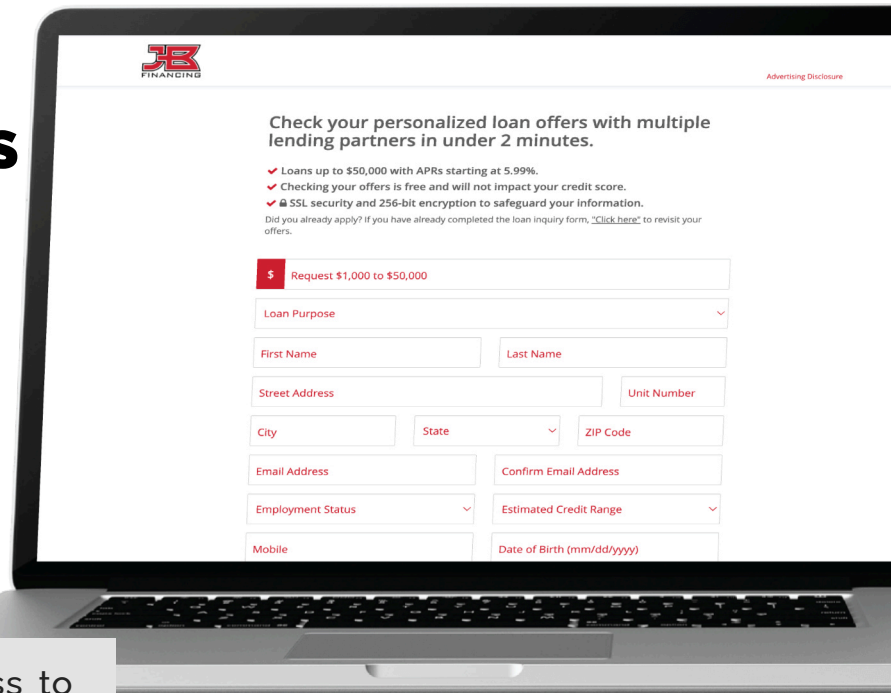 JB
FINANCING
Advertising Disclosure
s
Check your personalized loan offers with multiple
lending partners in under 2 minutes.
Loans up to $50,000 with APRs starting at 5.99%.
Checking your offers is free and will not impact your credit score.
SSL security and 256-bit encryption to safeguard your information.
Did you already apply? If you have already completed the loan inquiry form, "Click here" to revisit your
offers.
$ Request $1,000 to $50,000
Loan Purpose
First Name Last Name
Street Address Unit Number
City State ZIP Code
Email Address Confirm Email Address
Employment Status Estimated Credit Range
Mobile Date of Birth (mm/dd/yyyy)
ss to